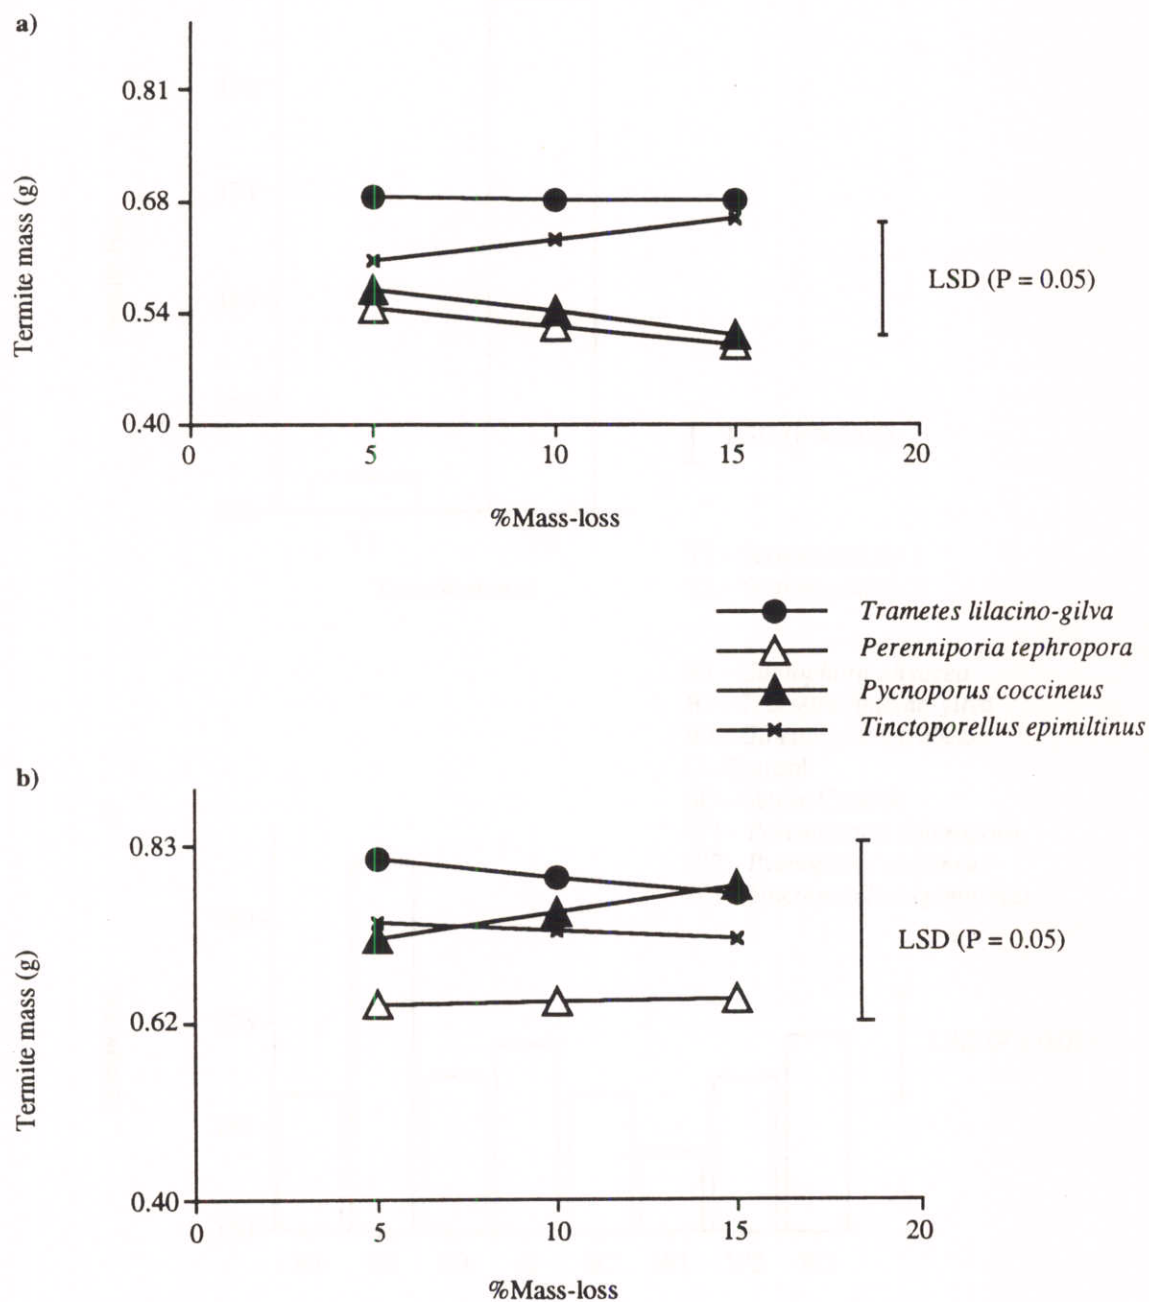 a)
0.81
0.68
0.54
0.40
Termite mass (g)
0 5 10 15 20
%Mass-loss
LSD (P = 0.05)
Trametes lilacino-gilva
Perenniporia tephropora
Pycnoporus coccineus
Tinctoporellus epimiltinus
b)
0.83
0.62
0.40
Termite mass (g)
0 5 10 15 20
%Mass-loss
LSD (P = 0.05)